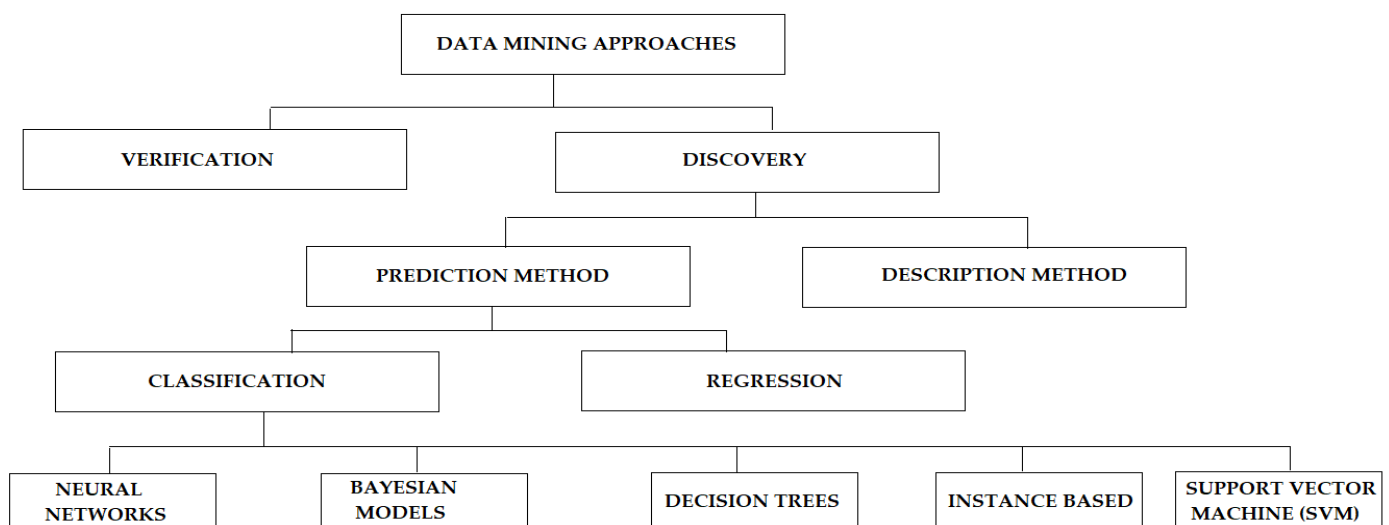 DATA MINING APPROACHES
VERIFICATION
DISCOVERY
PREDICTION METHOD
DESCRIPTION METHOD
CLASSIFICATION
REGRESSION
NEURAL
NETWORKS
BAYESIAN
MODELS
DECISION TREES
INSTANCE BASED
SUPPORT VECTOR
MACHINE (SVM)